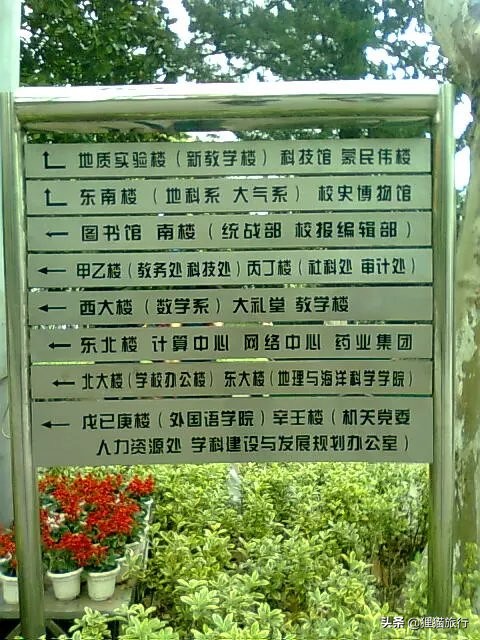 地质实验楼（新教学楼）科技馆 蒙民伟楼
东南楼（地科系 大气系）校史博物馆
图书馆 南楼（统战部 校报编辑部）
甲乙楼（教务处科技处）丙丁楼（社科处 审计处）
西大楼（数学系）大礼堂 教学楼
东北楼 计算中心 网络中心 药业集团
北大楼（学校办公楼）东大楼（地理与海洋科学学院）
戊已庚楼（外国语学院）辛壬楼（机关党委
人力资源处 学科建设与发展规划办公室）
头条 @狸猫旅行